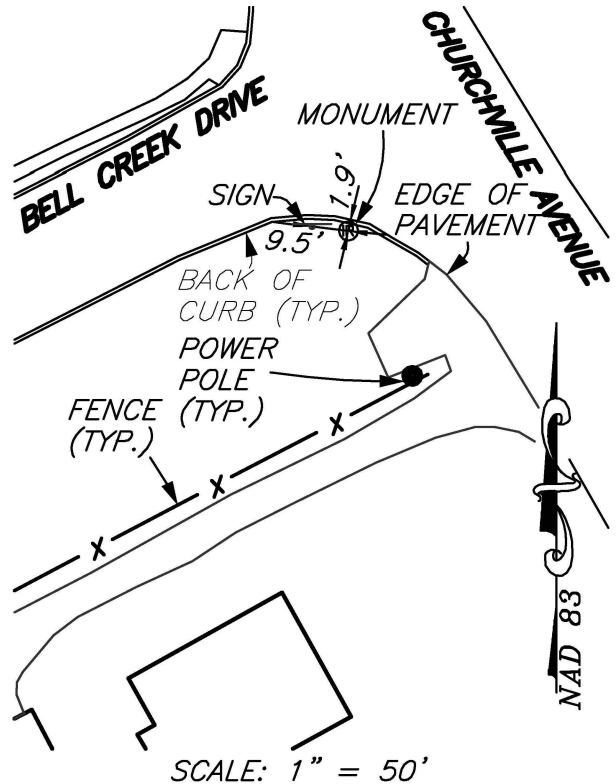 BELL CREEK DRIVE
CHURCHVILLE AVENUE
MONUMENT
SIGN
1.9'
9.5'
EDGE OF
PAVEMENT
BACK OF
CURB (TYP.)
POWER
POLE
(TYP.)
FENCE
(TYP.)
X
X
X
NAD 83
SCALE: 1" = 50'